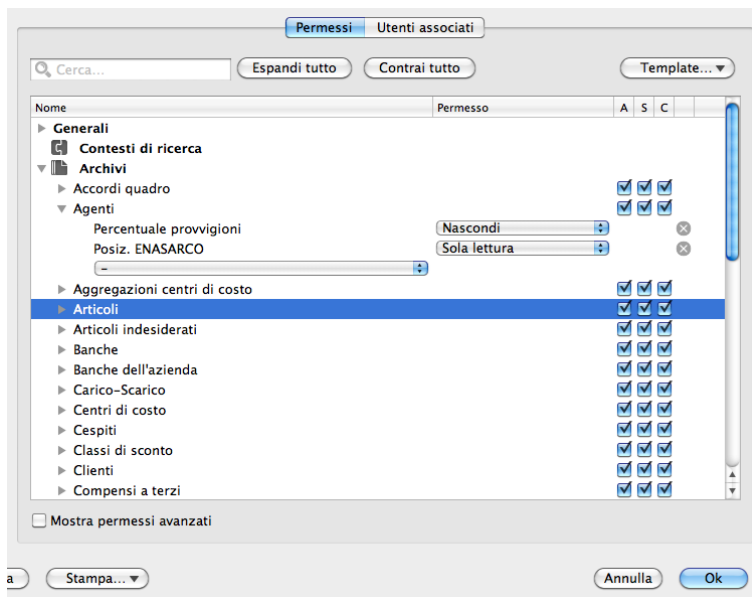 Permessi Utenti associati
Cerca... Espandi tutto Contrai tutto Template...
Nome Permesso A S C
Generali
Contesti di ricerca
Archivi
Accordi quadro
Agenti
Percentuale provvigioni Nascondi
Posiz. ENASARCO Sola lettura
–
Aggregazioni centri di costo
Articoli
Articoli indesiderati
Banche
Banche dell'azienda
Carico-Scarico
Centri di costo
Cespiti
Classi di sconto
Clienti
Compensi a terzi
Mostra permessi avanzati
a Stampa... Annulla Ok